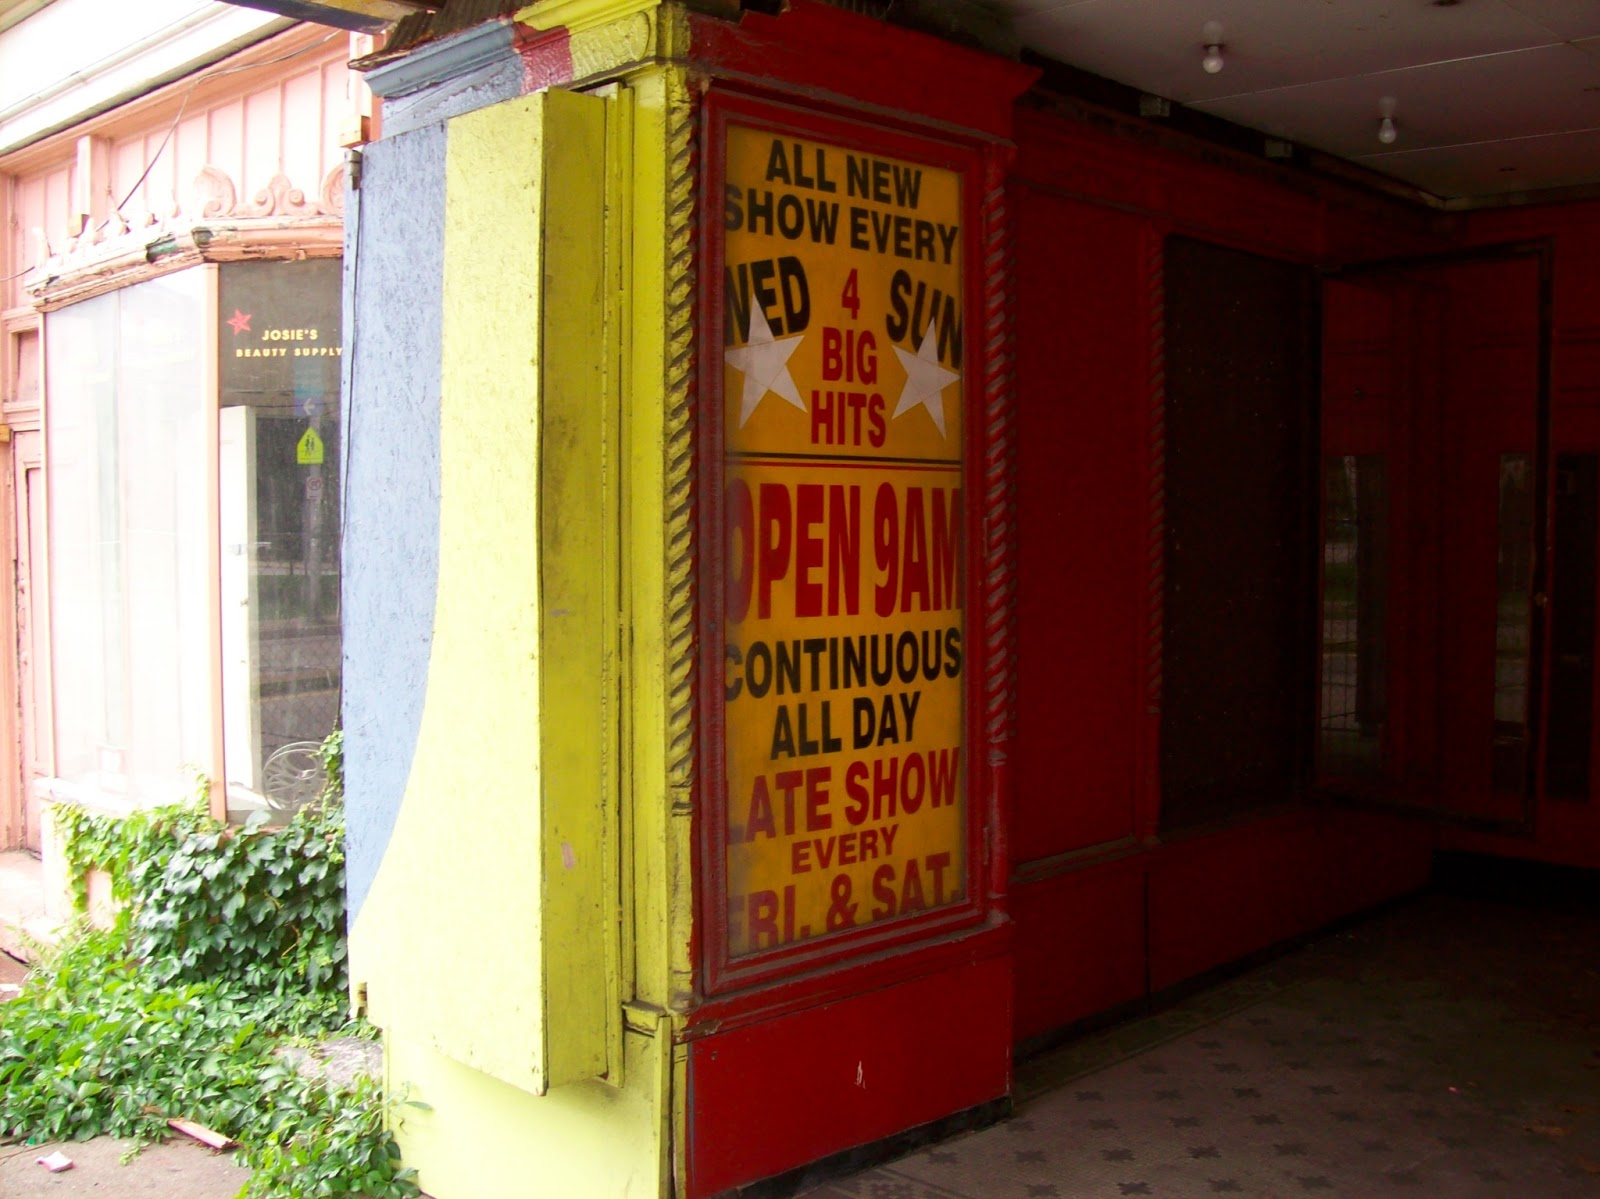 JOSIE'S
BEAUTY SUPPLY
ALL NEW
SHOW EVERY
WED 4 SUN
BIG
HITS
OPEN 9AM
CONTINUOUS
ALL DAY
LATE SHOW
EVERY
FRI. & SAT.